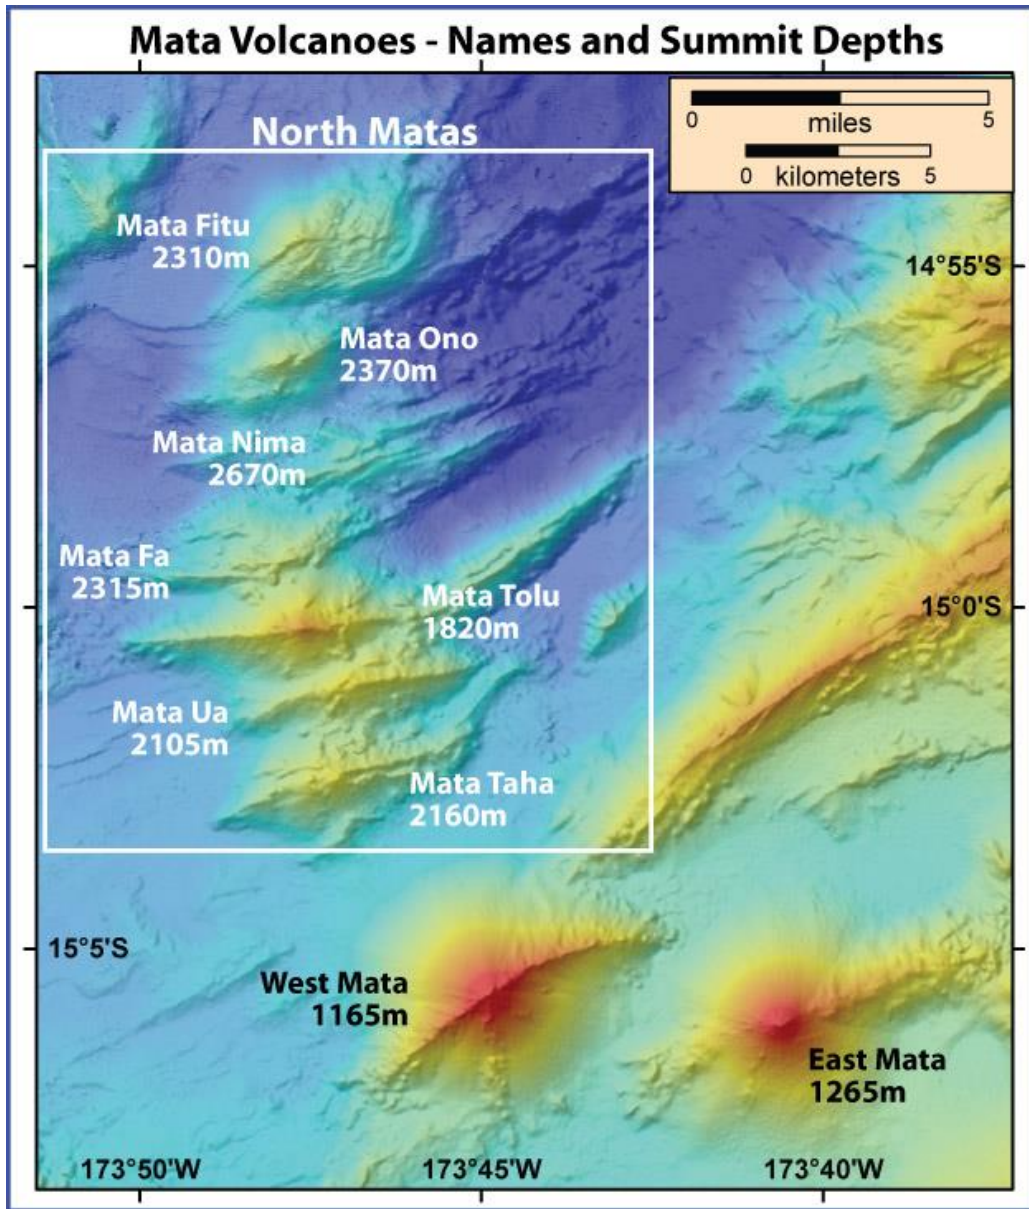 Mata Volcanoes - Names and Summit Depths
0 5
miles
0 kilometers 5
North Matas
Mata Fitu
2310m
14°55'S
Mata Ono
2370m
Mata Nima
2670m
Mata Fa
2315m
Mata Tolu
1820m
15°0'S
Mata Ua
2105m
Mata Taha
2160m
15°5'S
West Mata
1165m
East Mata
1265m
173°50'W 173°45'W 173°40'W